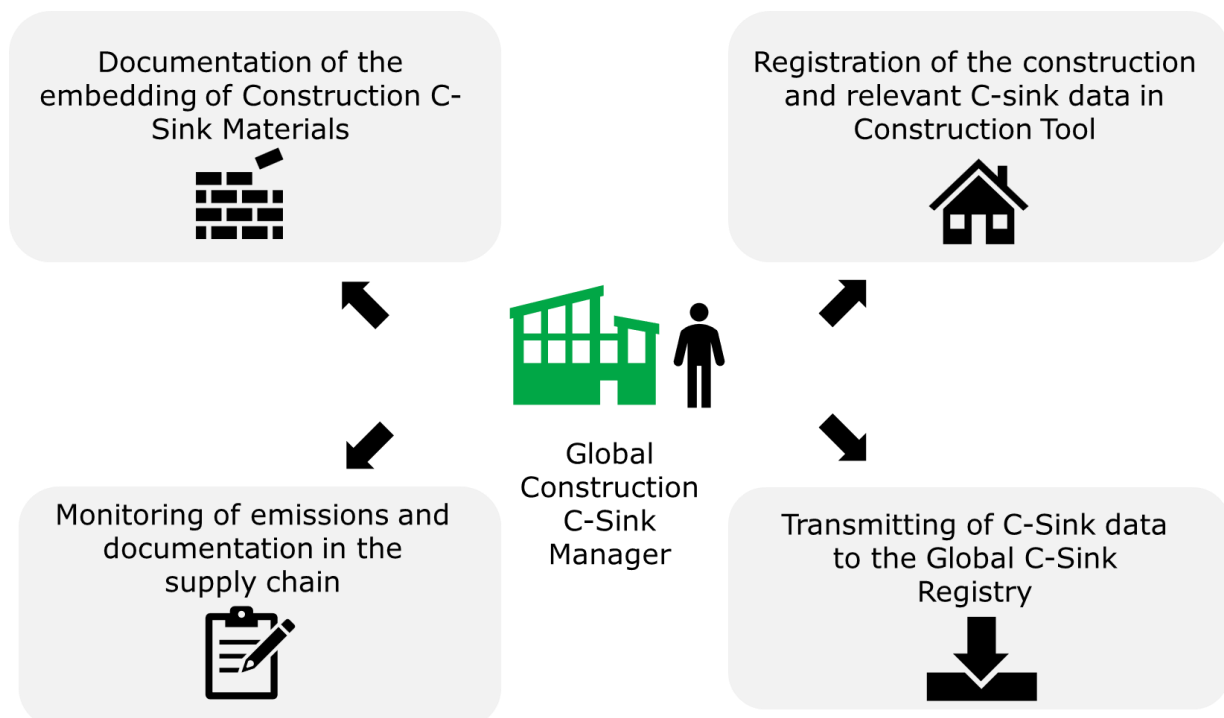 Documentation of the
embedding of Construction C-
Sink Materials
Registration of the construction
and relevant C-sink data in
Construction Tool
Global
Construction
C-Sink
Manager
Monitoring of emissions and
documentation in the
supply chain
Transmitting of C-Sink data
to the Global C-Sink
Registry